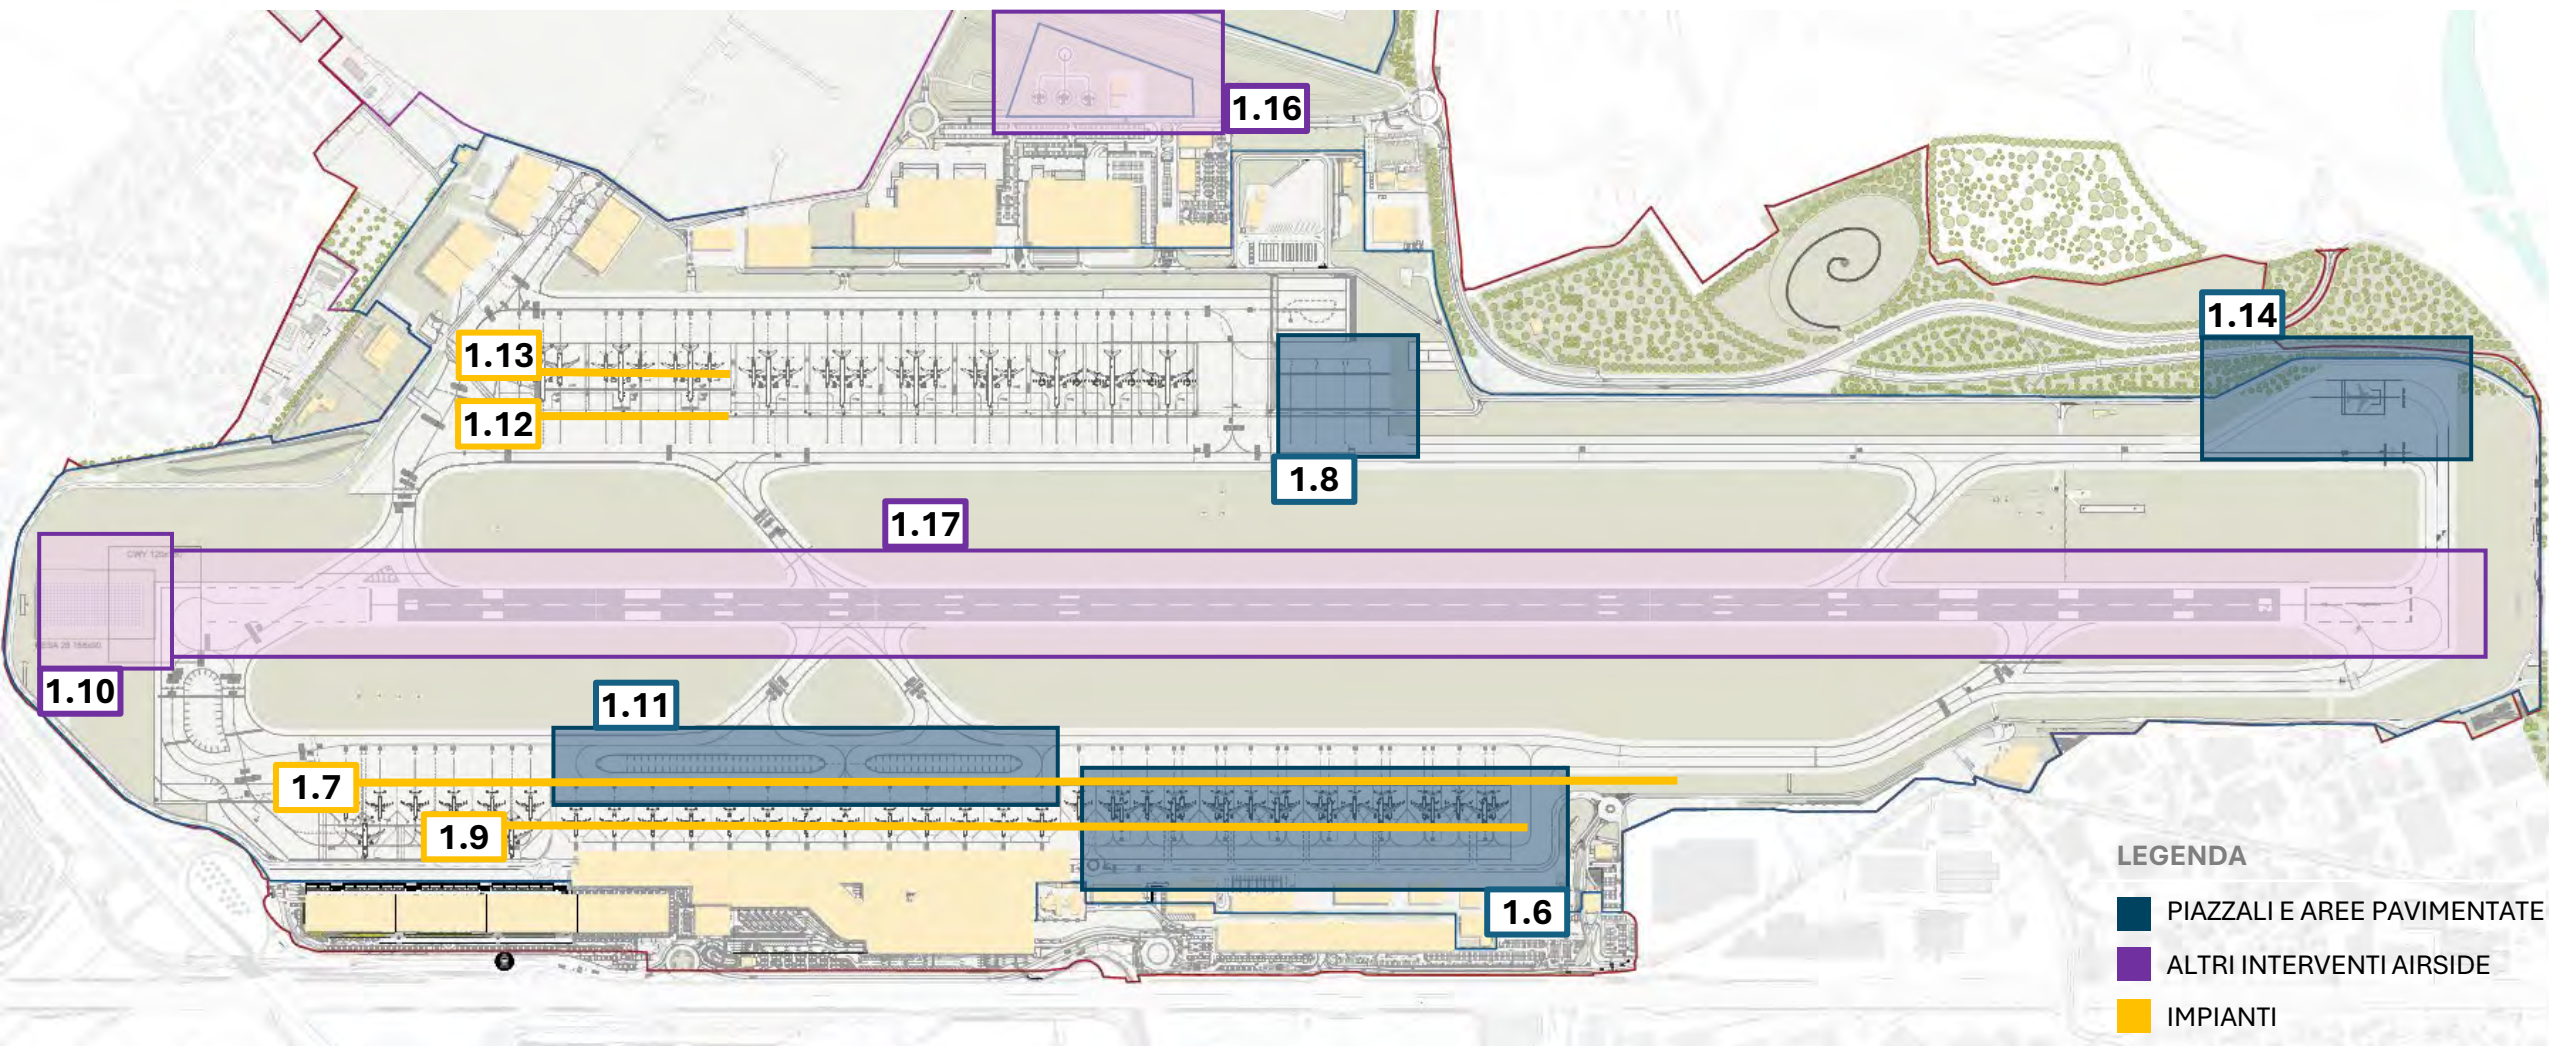 1.16
1.14
1.13
1.12
1.8
1.17
1.10
1.11
1.7
1.9
1.6
LEGENDA
PIAZZALI E AREE PAVIMENTATE
ALTRI INTERVENTI AIRSIDE
IMPIANTI